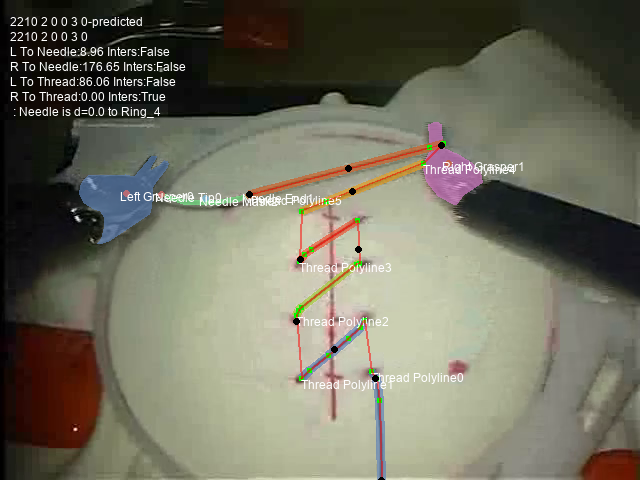 2210 2 0 0 3 0-predicted
2210 2 0 0 3 0
L To Needle:8.96 Inters:False
R To Needle:176.65 Inters:False
L To Thread:86.06 Inters:False
R To Thread:0.00 Inters:True
: Needle is d=0.0 to Ring_4
Right Grasper1
Thread Polyline4
Left Grasper0
Needle Tip0
Thread Polyline3
Thread Polyline2
Thread Polyline0
Thread Polyline1